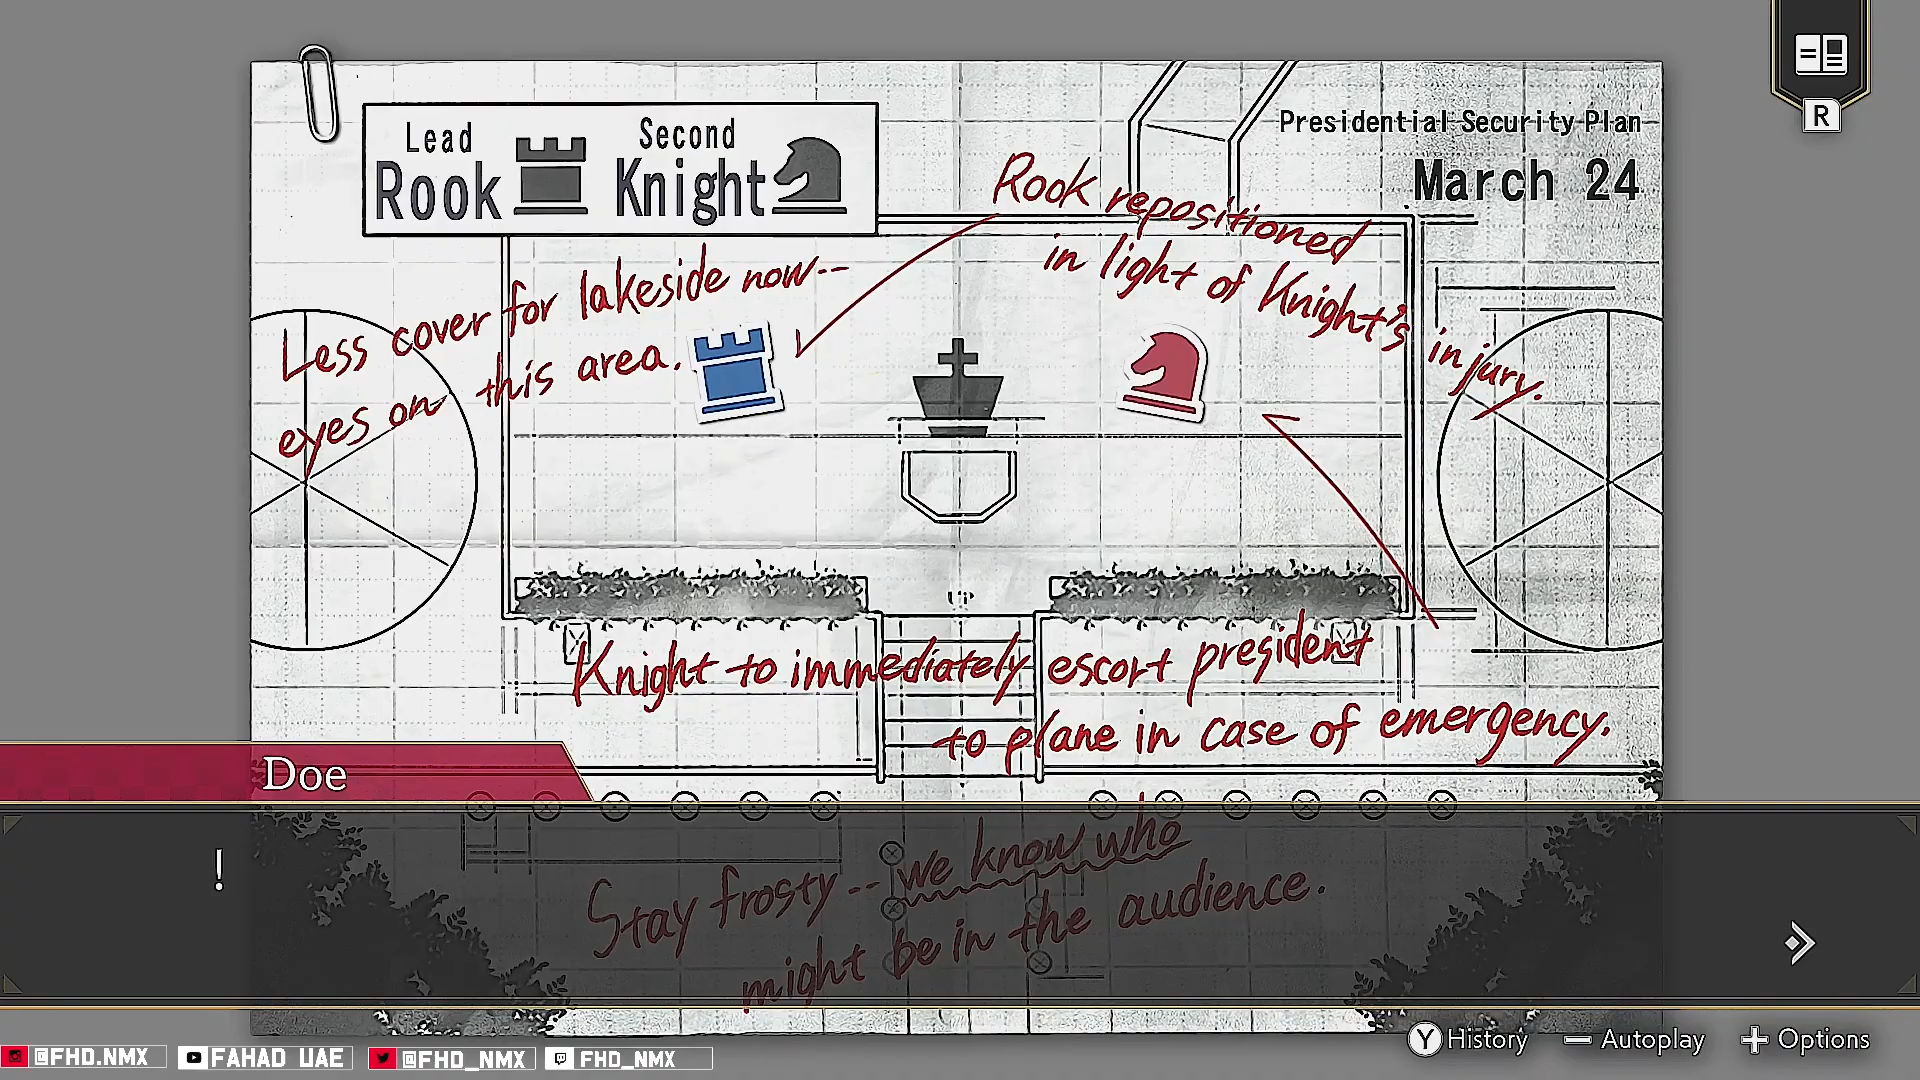 Lead
Rook
Second
Knight
Presidential Security Plan
March 24
R
Rook repositioned
in light of Knight's injury.
Less cover for lakeside now--
eyes on this area.
UP
Knight to immediately escort president
to plane in case of emergency.
Doe
!
Stay frosty -- we know who
might be in the audience.
Y History
Autoplay
Options
@FHD.NMX
FAHAD UAE
@FHD_NMX
FHD_NMX